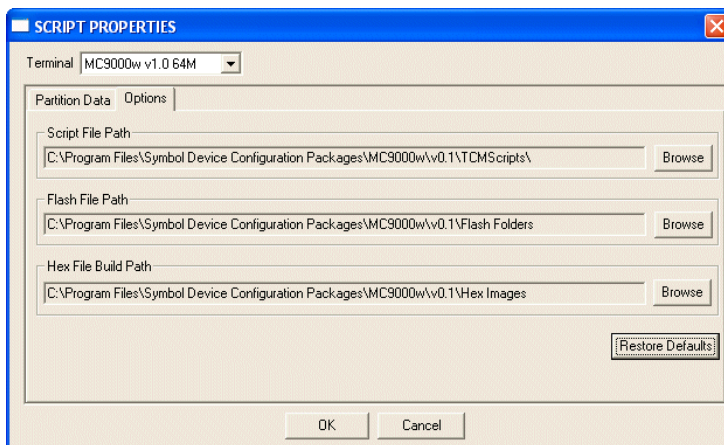 SCRIPT PROPERTIES
Terminal MC9000w v1.0 64M
Partition Data Options
Script File Path
C:\Program Files\Symbol Device Configuration Packages\MC9000w\v0.1\TCMScripts\ Browse
Flash File Path
C:\Program Files\Symbol Device Configuration Packages\MC9000w\v0.1\Flash Folders Browse
Hex File Build Path
C:\Program Files\Symbol Device Configuration Packages\MC9000w\v0.1\Hex Images Browse
Restore Defaults
OK Cancel